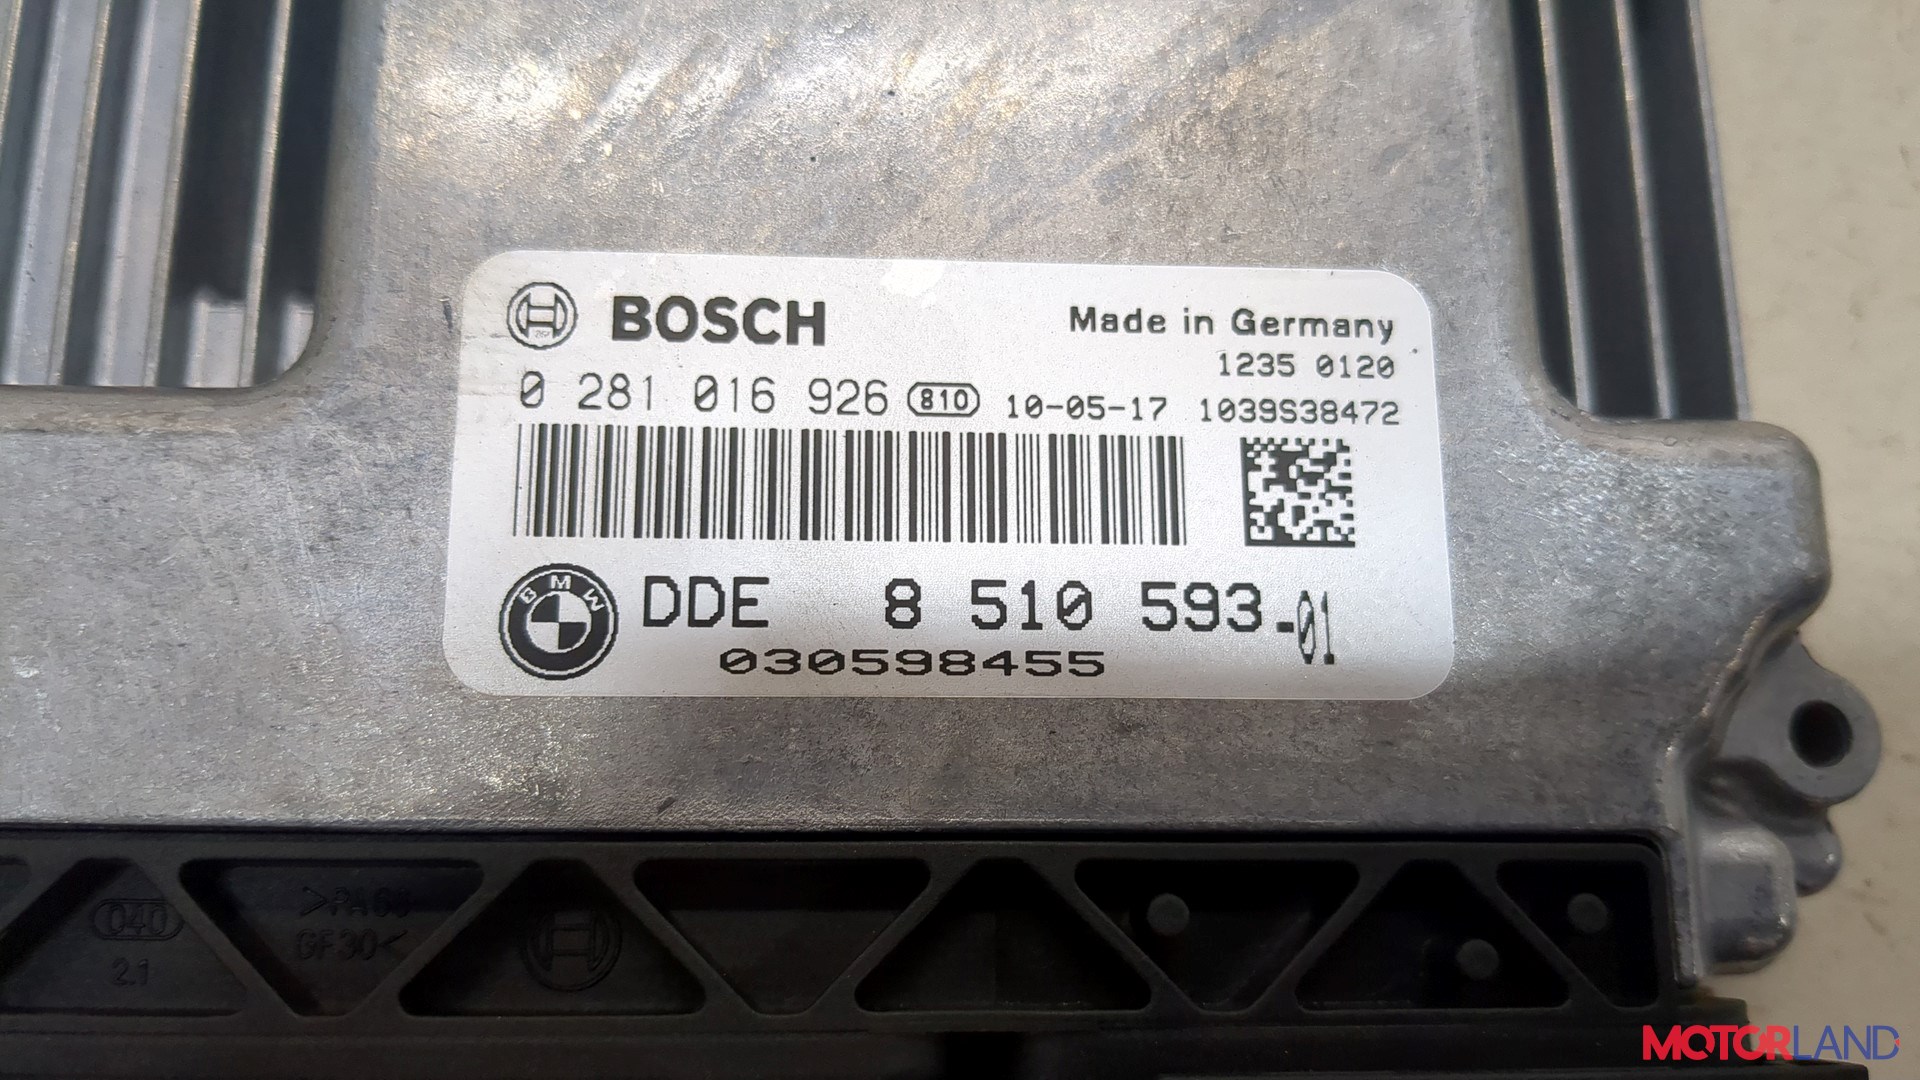 BOSCH
Made in Germany
1235 0120
0 281 016 926 810 10-05-17 1039S38472
BMW DDE 8 510 593-01
030598455
040
2.1
GF30<
MOTORLAND